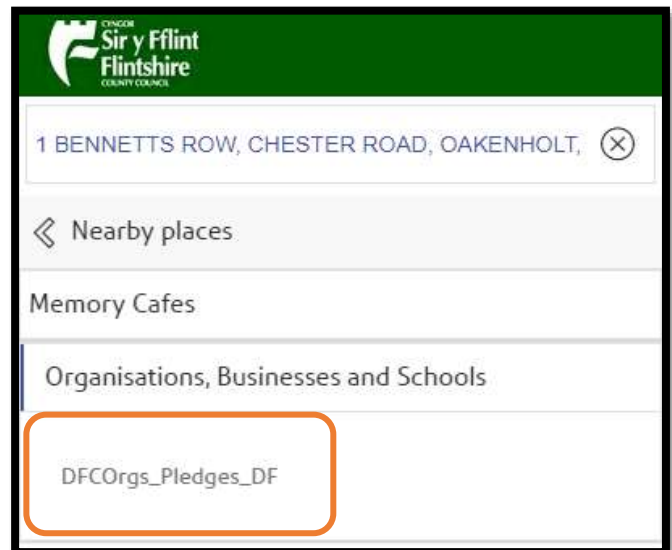 CYNGOR
Sir y Fflint
Flintshire
COUNTY COUNCIL
1 BENNETTS ROW, CHESTER ROAD, OAKENHOLT,
Nearby places
Memory Cafes
Organisations, Businesses and Schools
DFCOrgs_Pledges_DF